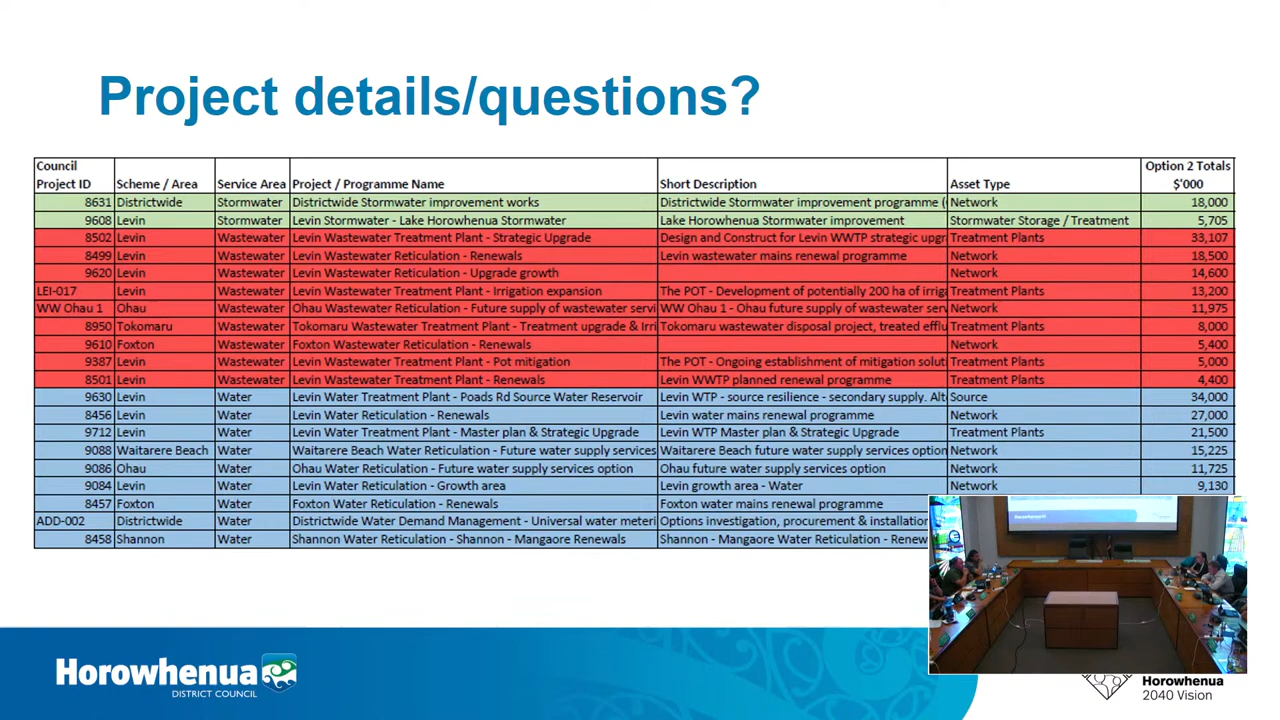 Project details/questions?
Council Project ID Scheme / Area Service Area Project / Programme Name Short Description Asset Type Option 2 Totals $'000
8631 Districtwide Stormwater Districtwide Stormwater improvement works Districtwide Stormwater improvement programme ( Network 18,000
9608 Levin Stormwater Levin Stormwater - Lake Horowhenua Stormwater Lake Horowhenua Stormwater improvement Stormwater Storage / Treatment 5,705
8502 Levin Wastewater Levin Wastewater Treatment Plant - Strategic Upgrade Design and Construct for Levin WWTP strategic upgr Treatment Plants 33,107
8499 Levin Wastewater Levin Wastewater Reticulation - Renewals Levin wastewater mains renewal programme Network 18,500
9620 Levin Wastewater Levin Wastewater Reticulation - Upgrade growth Network 14,600
LEI-017 Levin Wastewater Levin Wastewater Treatment Plant - Irrigation expansion The POT - Development of potentially 200 ha of irriga Treatment Plants 13,200
WW Ohau 1 Ohau Wastewater Ohau Wastewater Reticulation - Future supply of wastewater servi WW Ohau 1 - Ohau future supply of wastewater serv Network 11,975
8950 Tokomaru Wastewater Tokomaru Wastewater Treatment Plant - Treatment upgrade & Irri Tokomaru wastewater disposal project, treated efflu Treatment Plants 8,000
9610 Foxton Wastewater Foxton Wastewater Reticulation - Renewals Network 5,400
9387 Levin Wastewater Levin Wastewater Treatment Plant - Pot mitigation The POT - Ongoing establishment of mitigation soluti Treatment Plants 5,000
8501 Levin Wastewater Levin Wastewater Treatment Plant - Renewals Levin WWTP planned renewal programme Treatment Plants 4,400
9630 Levin Water Levin Water Treatment Plant - Poads Rd Source Water Reservoir Levin WTP - source resilience - secondary supply. Alt Source 34,000
8456 Levin Water Levin Water Reticulation - Renewals Levin water mains renewal programme Network 27,000
9712 Levin Water Levin Water Treatment Plant - Master plan & Strategic Upgrade Levin WTP Master plan & Strategic Upgrade Treatment Plants 21,500
9088 Waitarere Beach Water Waitarere Beach Water Reticulation - Future water supply services Waitarere Beach future water supply services option Network 15,225
9086 Ohau Water Ohau Water Reticulation - Future water supply services option Ohau future water supply services option Network 11,725
9084 Levin Water Levin Water Reticulation - Growth area Levin growth area - Water Network 9,130
8457 Foxton Water Foxton Water Reticulation - Renewals Foxton water mains renewal programme
ADD-002 Districtwide Water Districtwide Water Demand Management - Universal water meteri Options investigation, procurement & installation
8458 Shannon Water Shannon Water Reticulation - Shannon - Mangaore Renewals Shannon - Mangaore Water Reticulation - Renew
Horowhenua
DISTRICT COUNCIL
Horowhenua
2040 Vision